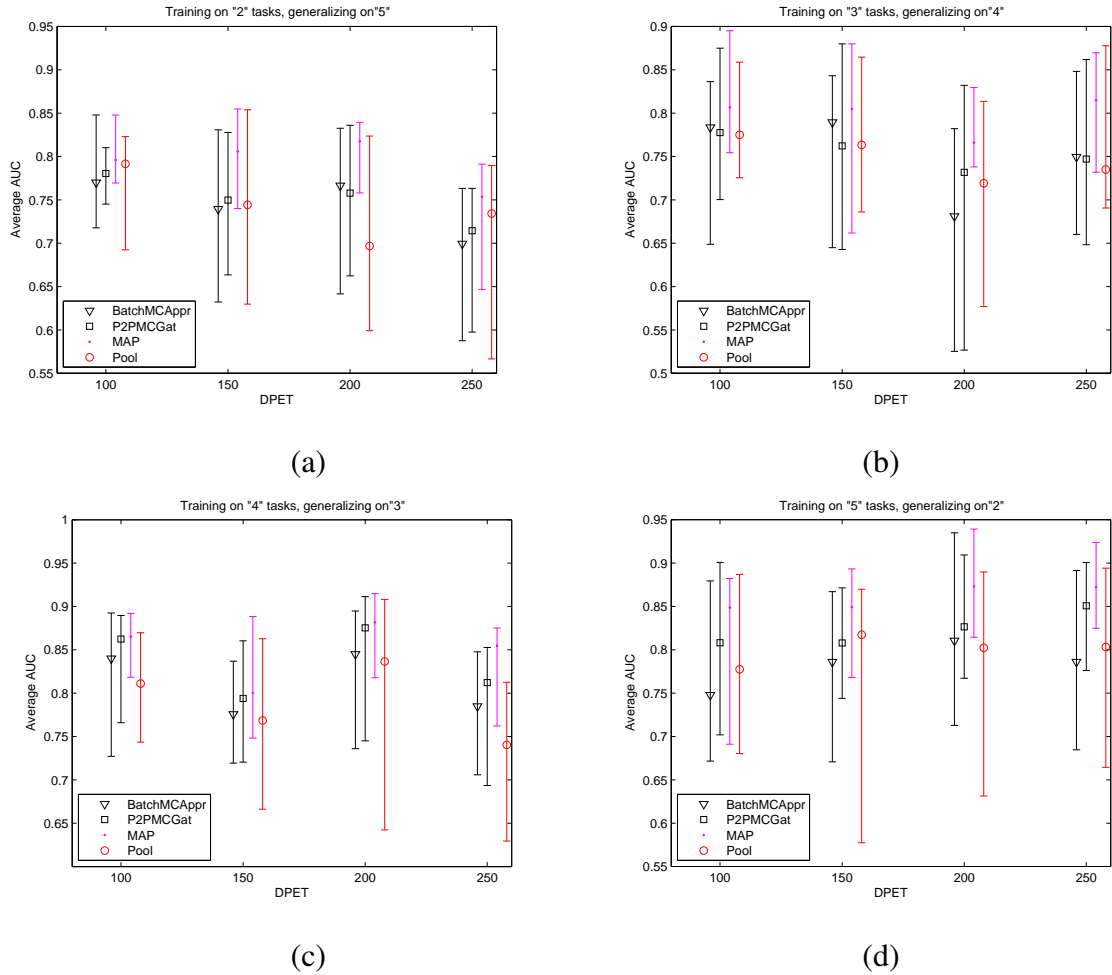 Training on "2" tasks, generalizing on"5"
0.95
0.9
0.85
0.8
0.75
0.7
0.65
0.6
0.55
Average AUC
BatchMCAppr
P2PMCGat
MAP
Pool
100 150 200 250
DPET
(a)
Training on "3" tasks, generalizing on"4"
0.9
0.85
0.8
0.75
0.7
0.65
0.6
0.55
0.5
Average AUC
BatchMCAppr
P2PMCGat
MAP
Pool
100 150 200 250
DPET
(b)
Training on "4" tasks, generalizing on"3"
1
0.95
0.9
0.85
0.8
0.75
0.7
0.65
Average AUC
BatchMCAppr
P2PMCGat
MAP
Pool
100 150 200 250
DPET
(c)
Training on "5" tasks, generalizing on"2"
0.95
0.9
0.85
0.8
0.75
0.7
0.65
0.6
0.55
Average AUC
BatchMCAppr
P2PMCGat
MAP
Pool
100 150 200 250
DPET
(d)